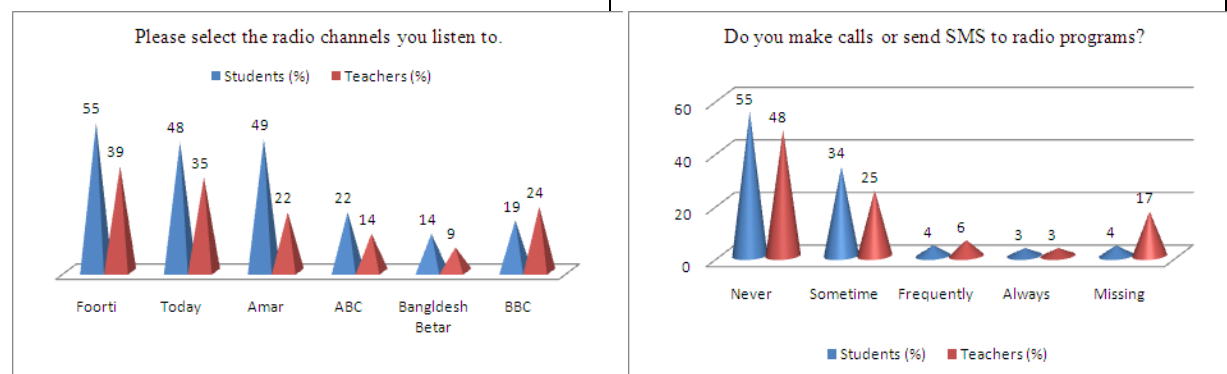 Please select the radio channels you listen to.
Students (%) Teachers (%)
55 39 48 35 49 22 22 14 14 9 19 24
Foorti Today Amar ABC Bangldesh BBC
Betar
Do you make calls or send SMS to radio programs?
60
40
20
0
55 48 34 25 4 6 3 3 4 17
Never Sometime Frequently Always Missing
Students (%) Teachers (%)